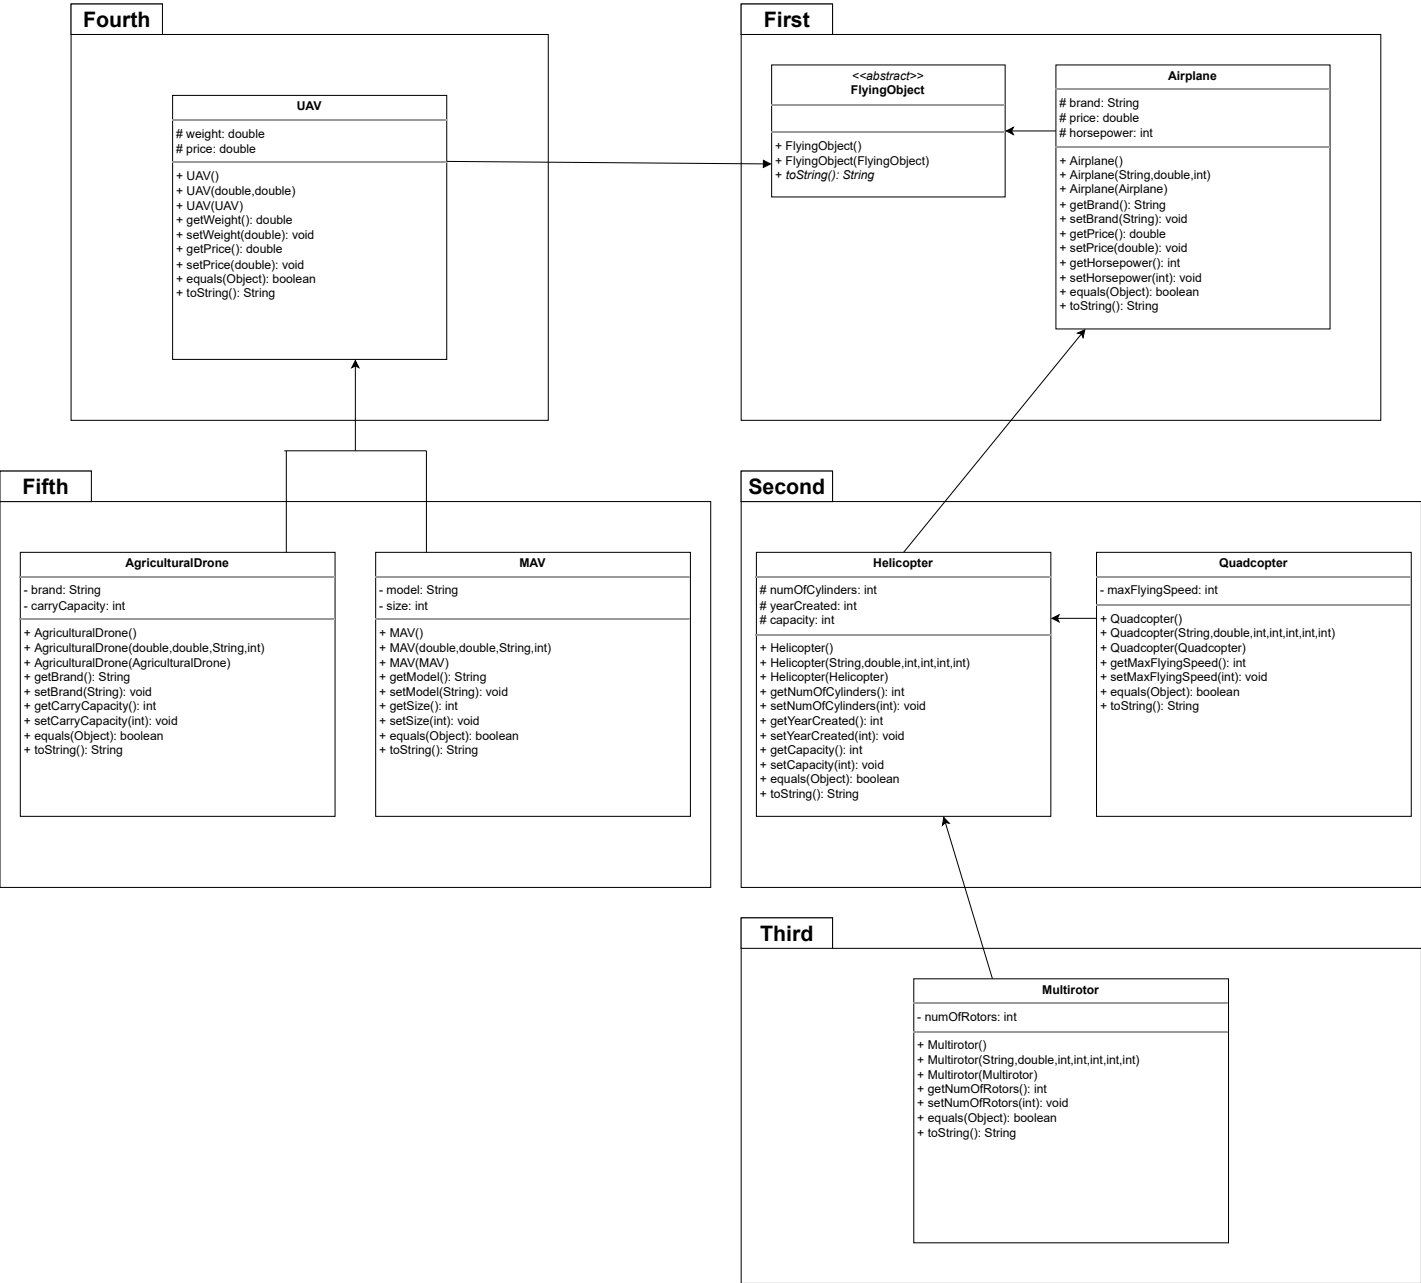 Fourth
UAV
# weight: double
# price: double
+ UAV()
+ UAV(double,double)
+ UAV(UAV)
+ getWeight(): double
+ setWeight(double): void
+ getPrice(): double
+ setPrice(double): void
+ equals(Object): boolean
+ toString(): String
First
<<abstract>>
FlyingObject
+ FlyingObject()
+ FlyingObject(FlyingObject)
+ toString(): String
Airplane
# brand: String
# price: double
# horsepower: int
+ Airplane()
+ Airplane(String,double,int)
+ Airplane(Airplane)
+ getBrand(): String
+ setBrand(String): void
+ getPrice(): double
+ setPrice(double): void
+ getHorsepower(): int
+ setHorsepower(int): void
+ equals(Object): boolean
+ toString(): String
Fifth
AgriculturalDrone
- brand: String
- carryCapacity: int
+ AgriculturalDrone()
+ AgriculturalDrone(double,double,String,int)
+ AgriculturalDrone(AgriculturalDrone)
+ getBrand(): String
+ setBrand(String): void
+ getCarryCapacity(): int
+ setCarryCapacity(int): void
+ equals(Object): boolean
+ toString(): String
MAV
- model: String
- size: int
+ MAV()
+ MAV(double,double,String,int)
+ MAV(MAV)
+ getModel(): String
+ setModel(String): void
+ getSize(): int
+ setSize(int): void
+ equals(Object): boolean
+ toString(): String
Second
Helicopter
# numOfCylinders: int
# yearCreated: int
# capacity: int
+ Helicopter()
+ Helicopter(String,double,int,int,int,int)
+ Helicopter(Helicopter)
+ getNumOfCylinders(): int
+ setNumOfCylinders(int): void
+ getYearCreated(): int
+ setYearCreated(int): void
+ getCapacity(): int
+ setCapacity(int): void
+ equals(Object): boolean
+ toString(): String
Quadcopter
- maxFlyingSpeed: int
+ Quadcopter()
+ Quadcopter(String,double,int,int,int,int,int)
+ Quadcopter(Quadcopter)
+ getMaxFlyingSpeed(): int
+ setMaxFlyingSpeed(int): void
+ equals(Object): boolean
+ toString(): String
Third
Multirotor
- numOfRotors: int
+ Multirotor()
+ Multirotor(String,double,int,int,int,int,int)
+ Multirotor(Multirotor)
+ getNumOfRotors(): int
+ setNumOfRotors(int): void
+ equals(Object): boolean
+ toString(): String